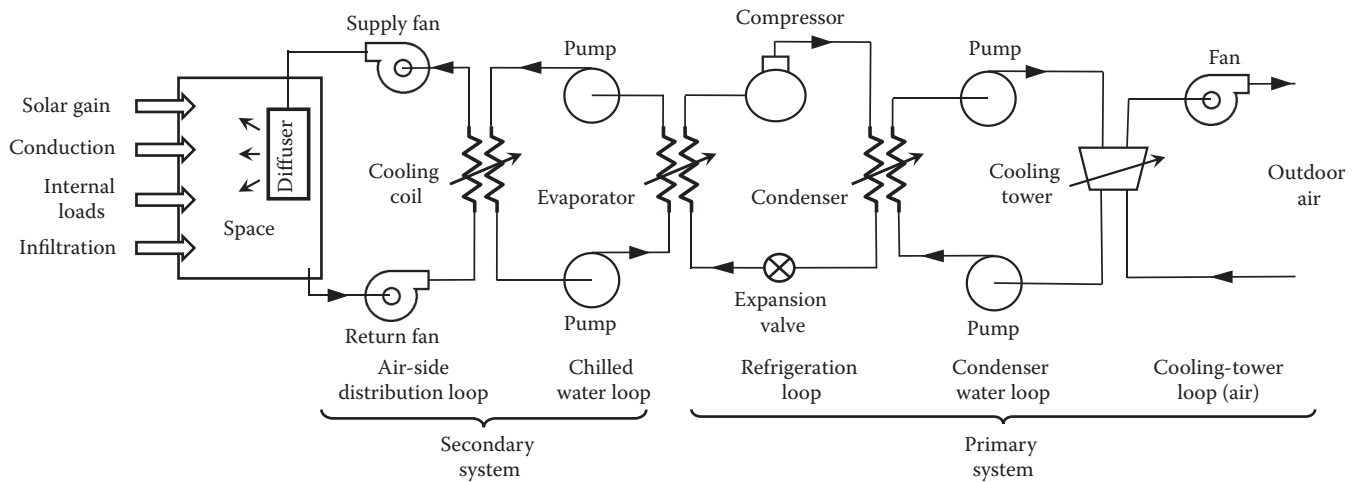 Supply fan
Compressor
Pump
Pump
Fan
Solar gain
Conduction
Internal
loads
Infiltration
Diffuser
Space
Cooling
coil
Evaporator
Condenser
Cooling
tower
Outdoor
air
Return fan
Pump
Expansion
valve
Pump
Air-side
distribution loop
Chilled
water loop
Refrigeration
loop
Condenser
water loop
Cooling-tower
loop (air)
Secondary
system
Primary
system